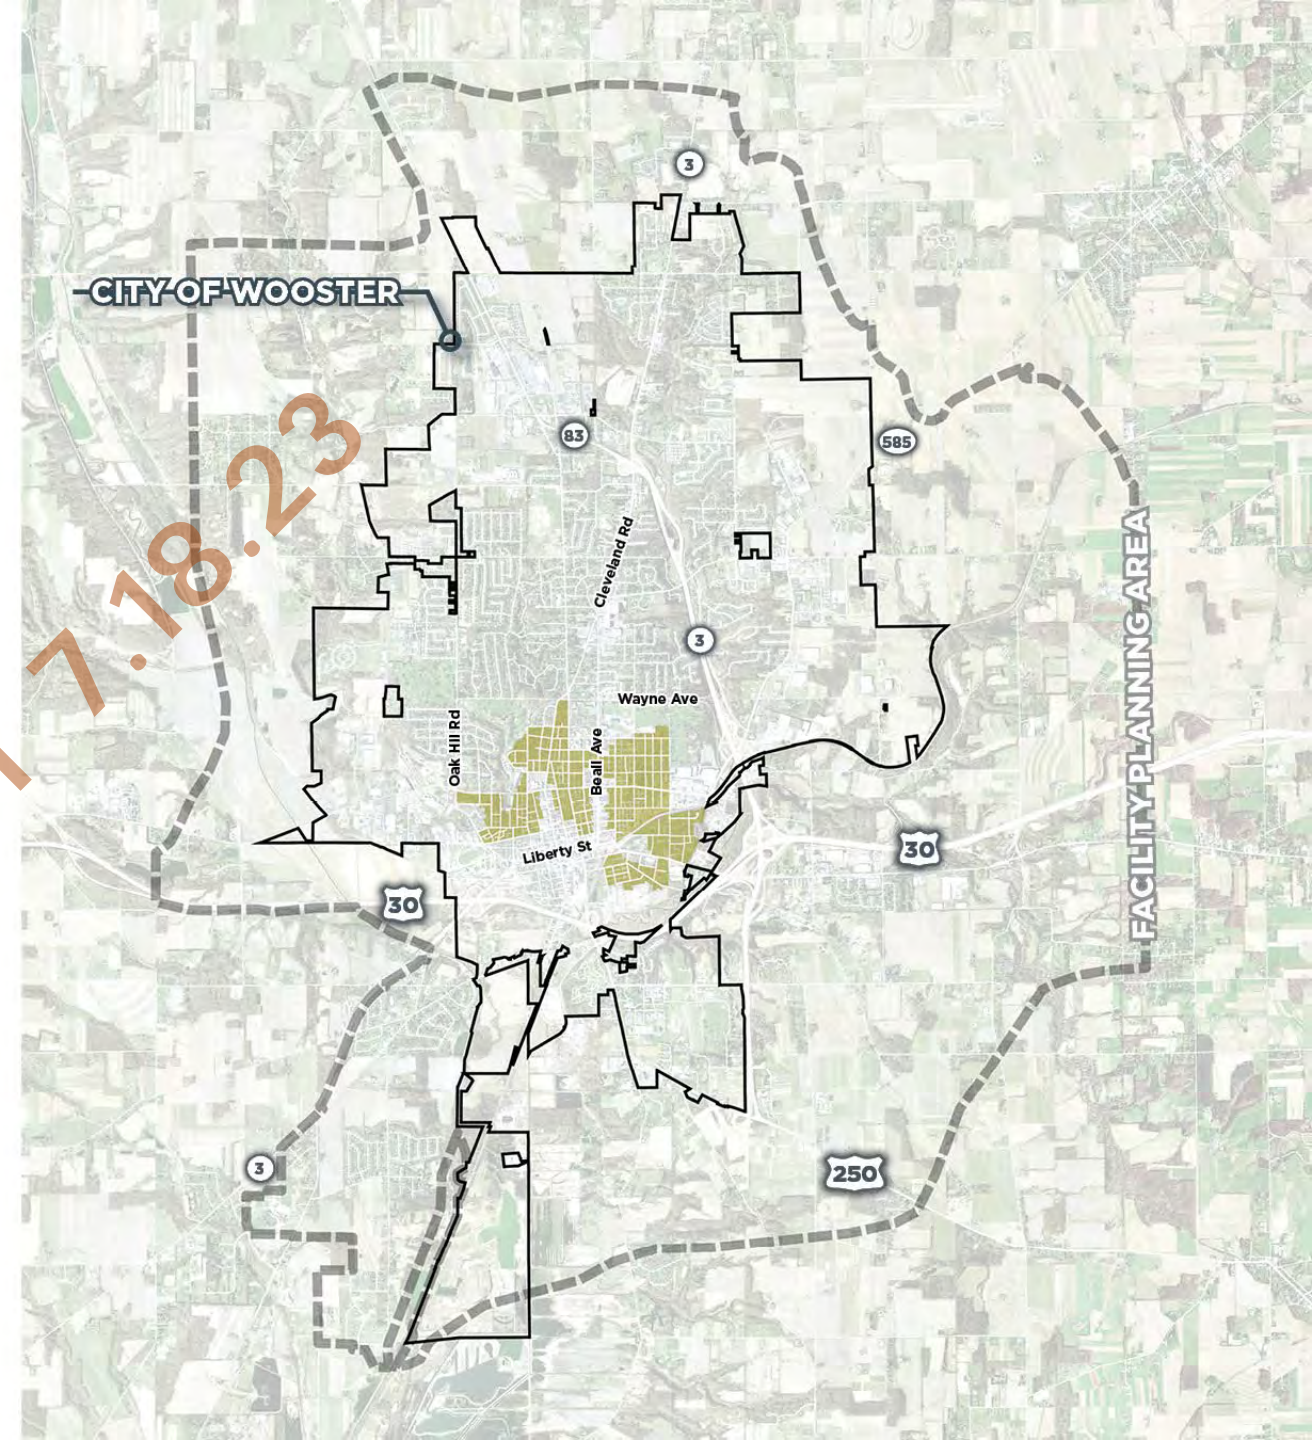 3
CITY OF WOOSTER
83
585
7.18.23
Cleveland Rd
3
Wayne Ave
Oak Hil Rd
Beall Ave
FACILITY PLANNING AREA
30
Liberty St
30
3
250